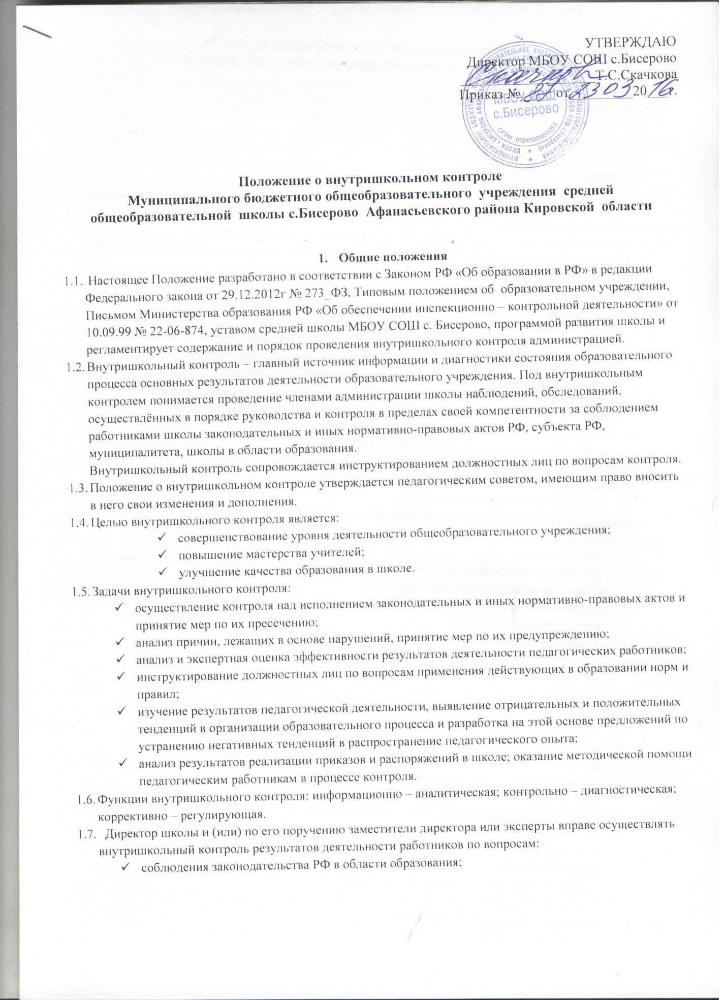 УТВЕРЖДАЮ
Директор МБОУ СОШ с.Бисерово
Т.С.Скачкова
Приказ № от 23 03 2016 г.
МБОУ СОШ
с.Бисерово
ОГРН 1024300966051
Положение о внутришкольном контроле
Муниципального бюджетного общеобразовательного учреждения средней
общеобразовательной школы с.Бисерово Афанасьевского района Кировской области
1. Общие положения
1.1. Настоящее Положение разработано в соответствии с Законом РФ «Об образовании в РФ» в редакции
Федерального закона от 29.12.2012г № 273_ФЗ, Типовым положением об образовательном учреждении,
Письмом Министерства образования РФ «Об обеспечении инспекционно – контрольной деятельности» от
10.09.99 № 22-06-874, уставом средней школы МБОУ СОШ с. Бисерово, программой развития школы и
регламентирует содержание и порядок проведения внутришкольного контроля администрацией.
1.2. Внутришкольный контроль – главный источник информации и диагностики состояния образовательного
процесса основных результатов деятельности образовательного учреждения. Под внутришкольным
контролем понимается проведение членами администрации школы наблюдений, обследований,
осуществлённых в порядке руководства и контроля в пределах своей компетентности за соблюдением
работниками школы законодательных и иных нормативно-правовых актов РФ, субъекта РФ,
муниципалитета, школы в области образования.
Внутришкольный контроль сопровождается инструктированием должностных лиц по вопросам контроля.
1.3. Положение о внутришкольном контроле утверждается педагогическим советом, имеющим право вносить
в него свои изменения и дополнения.
1.4. Целью внутришкольного контроля является:
✓ совершенствование уровня деятельности общеобразовательного учреждения;
✓ повышение мастерства учителей;
✓ улучшение качества образования в школе.
1.5. Задачи внутришкольного контроля:
✓ осуществление контроля над исполнением законодательных и иных нормативно-правовых актов и
принятие мер по их пресечению;
✓ анализ причин, лежащих в основе нарушений, принятие мер по их предупреждению;
✓ анализ и экспертная оценка эффективности результатов деятельности педагогических работников;
✓ инструктирование должностных лиц по вопросам применения действующих в образовании норм и
правил;
✓ изучение результатов педагогической деятельности, выявление отрицательных и положительных
тенденций в организации образовательного процесса и разработка на этой основе предложений по
устранению негативных тенденций в распространение педагогического опыта;
✓ анализ результатов реализации приказов и распоряжений в школе; оказание методической помощи
педагогическим работникам в процессе контроля.
1.6. Функции внутришкольного контроля: информационно – аналитическая; контрольно – диагностическая;
коррективно – регулирующая.
1.7. Директор школы и (или) по его поручению заместители директора или эксперты вправе осуществлять
внутришкольный контроль результатов деятельности работников по вопросам:
✓ соблюдения законодательства РФ в области образования;